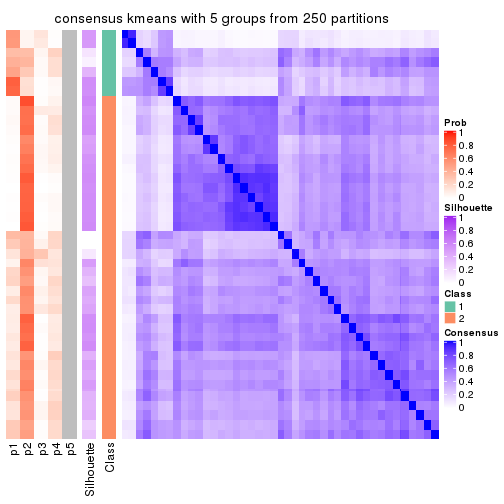 consensus kmeans with 5 groups from 250 partitions
Prob
1
0.8
0.6
0.4
0.2
0
Silhouette
1
0.8
0.6
0.4
0.2
0
Class
1
2
Consensus
1
0.8
0.6
0.4
0.2
0
p1
p2
p3
p4
p5
Silhouette
Class